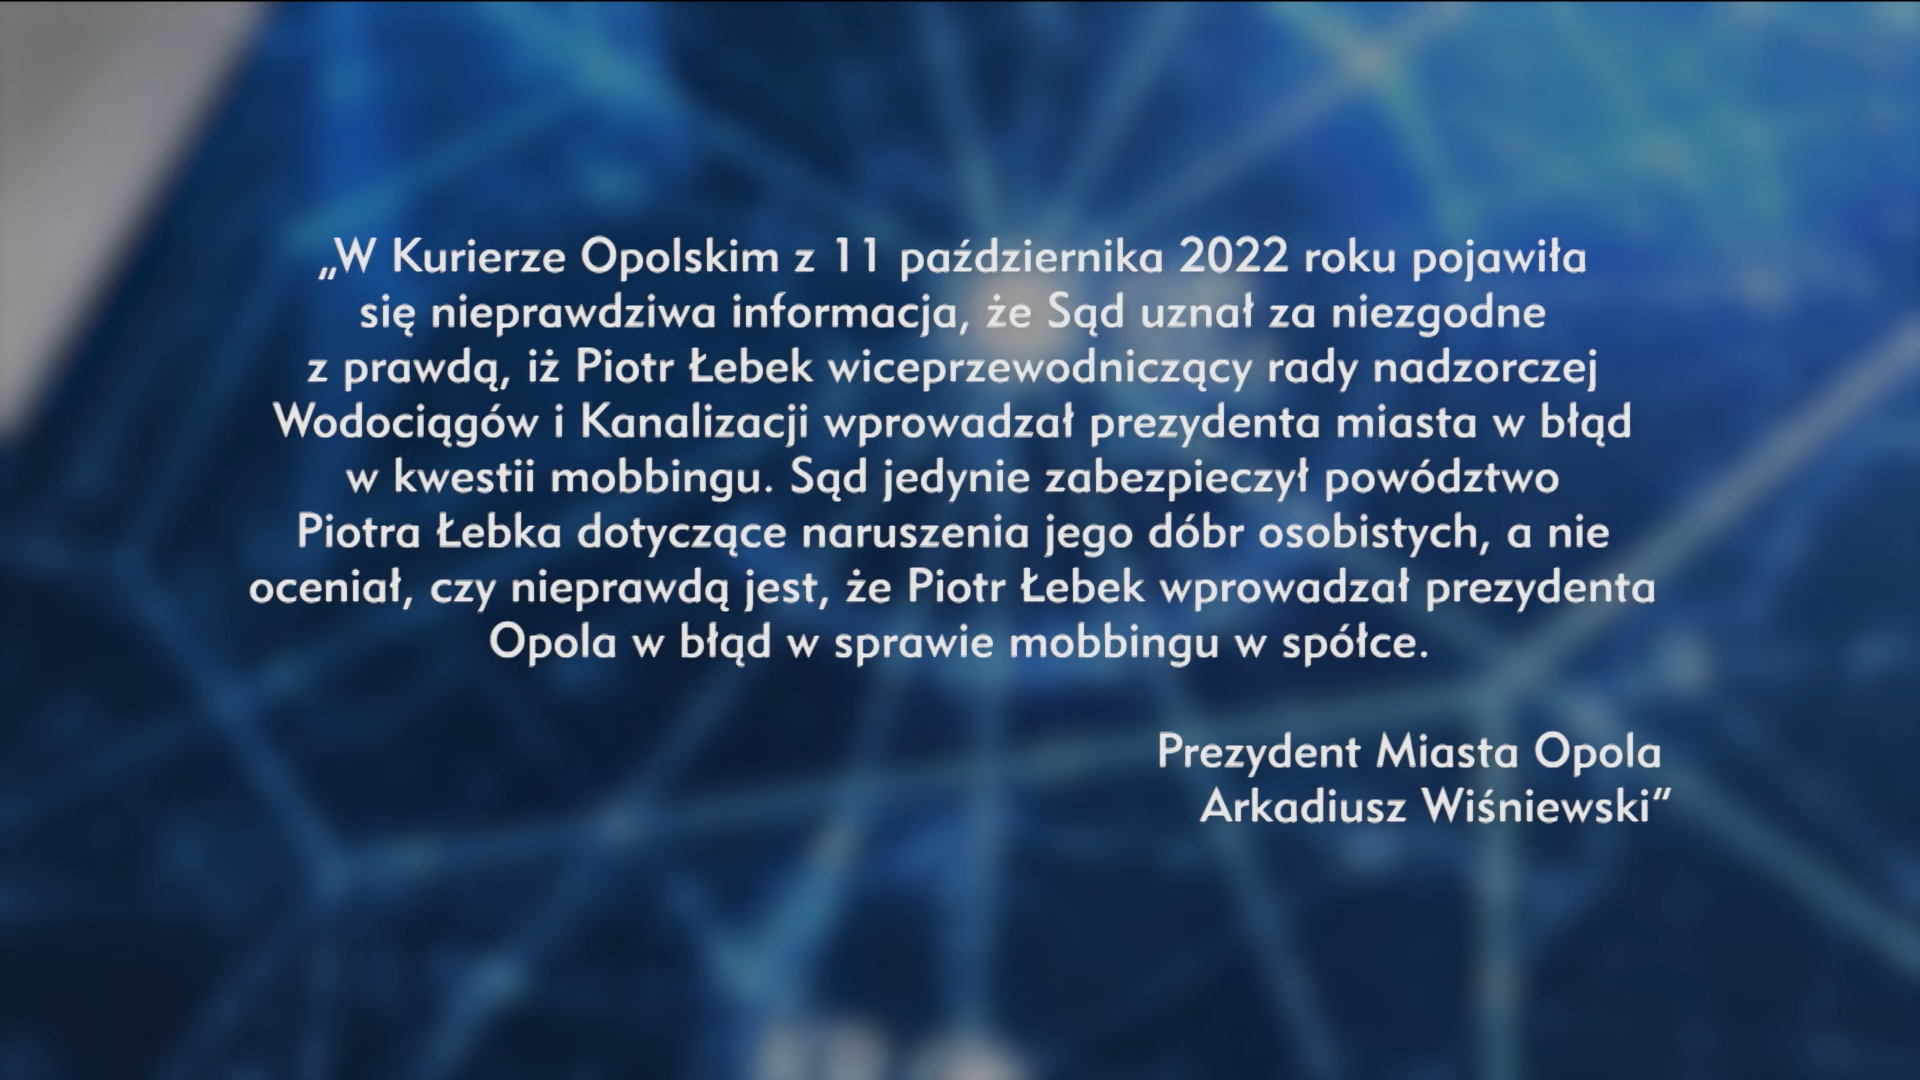 „W Kurierze Opolskim z 11 października 2022 roku pojawiła
się nieprawdziwa informacja, że Sąd uznał za niezgodne
z prawdą, iż Piotr Łebek wiceprzewodniczący rady nadzorczej
Wodociągów i Kanalizacji wprowadzał prezydenta miasta w błąd
w kwestii mobbingu. Sąd jedynie zabezpieczył powództwo
Piotra Łebka dotyczące naruszenia jego dóbr osobistych, a nie
oceniał, czy nieprawdą jest, że Piotr Łebek wprowadzał prezydenta
Opola w błąd w sprawie mobbingu w spółce.
Prezydent Miasta Opola
Arkadiusz Wiśniewski”